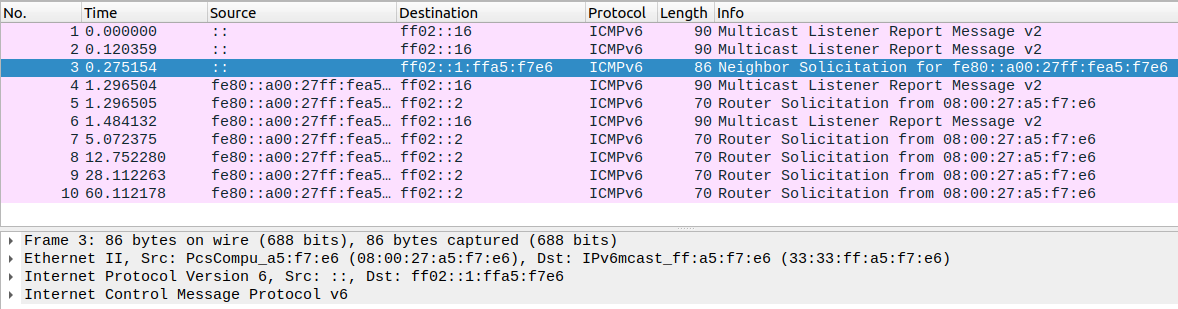 No. Time Source Destination Protocol Length Info
1 0.000000 :: ff02::16 ICMPv6 90 Multicast Listener Report Message v2
2 0.120359 :: ff02::16 ICMPv6 90 Multicast Listener Report Message v2
3 0.275154 :: ff02::1:ffa5:f7e6 ICMPv6 86 Neighbor Solicitation for fe80::a00:27ff:fea5:f7e6
4 1.296504 fe80::a00:27ff:fea5… ff02::16 ICMPv6 90 Multicast Listener Report Message v2
5 1.296505 fe80::a00:27ff:fea5… ff02::2 ICMPv6 70 Router Solicitation from 08:00:27:a5:f7:e6
6 1.484132 fe80::a00:27ff:fea5… ff02::16 ICMPv6 90 Multicast Listener Report Message v2
7 5.072375 fe80::a00:27ff:fea5… ff02::2 ICMPv6 70 Router Solicitation from 08:00:27:a5:f7:e6
8 12.752280 fe80::a00:27ff:fea5… ff02::2 ICMPv6 70 Router Solicitation from 08:00:27:a5:f7:e6
9 28.112263 fe80::a00:27ff:fea5… ff02::2 ICMPv6 70 Router Solicitation from 08:00:27:a5:f7:e6
10 60.112178 fe80::a00:27ff:fea5… ff02::2 ICMPv6 70 Router Solicitation from 08:00:27:a5:f7:e6
Frame 3: 86 bytes on wire (688 bits), 86 bytes captured (688 bits)
Ethernet II, Src: PcsCompu_a5:f7:e6 (08:00:27:a5:f7:e6), Dst: IPv6mcast_ff:a5:f7:e6 (33:33:ff:a5:f7:e6)
Internet Protocol Version 6, Src: ::, Dst: ff02::1:ffa5:f7e6
Internet Control Message Protocol v6